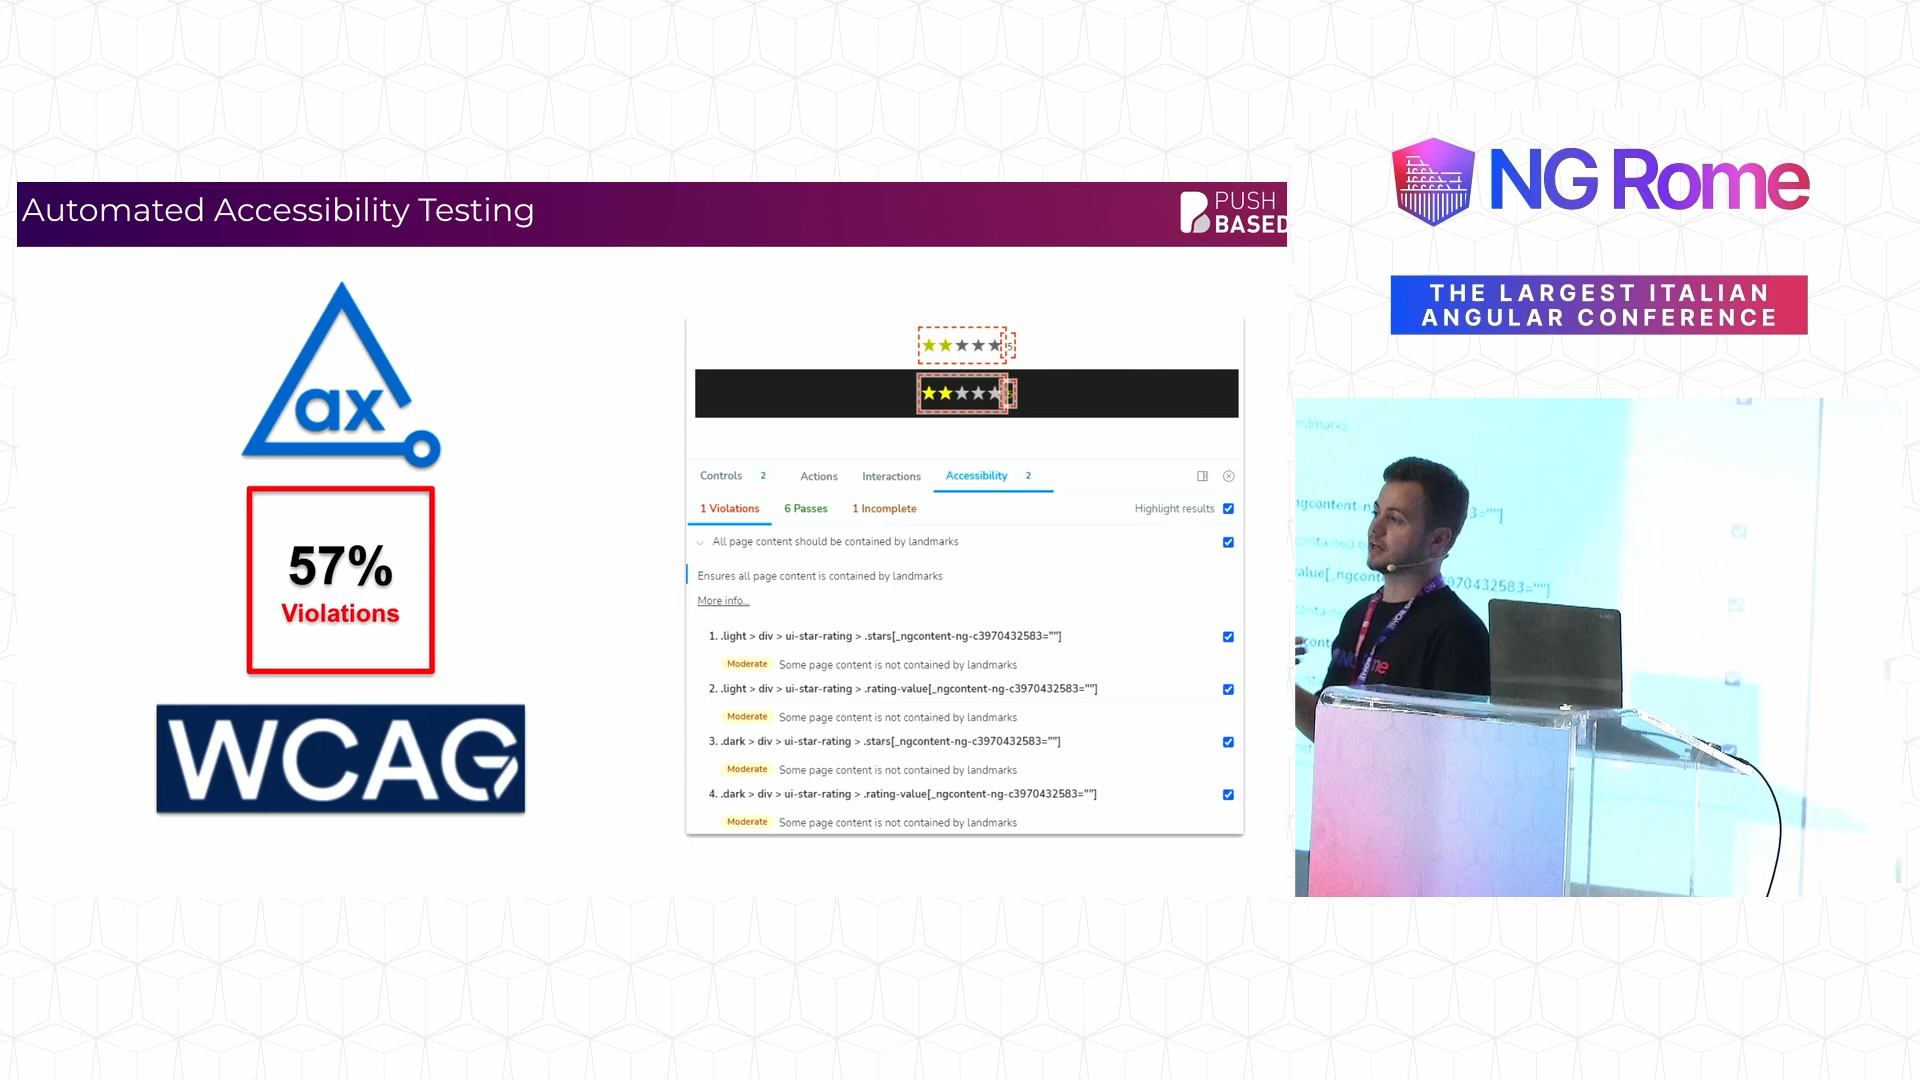 Automated Accessibility Testing
PUSH
BASED
ax
57%
Violations
WCAG
5
5
Controls 2 Actions Interactions Accessibility 2
1 Violations 6 Passes 1 Incomplete Highlight results
All page content should be contained by landmarks
Ensures all page content is contained by landmarks
More info...
1. .light > div > ui-star-rating > .stars[_ngcontent-ng-c3970432583=""]
Moderate Some page content is not contained by landmarks
2. .light > div > ui-star-rating > .rating-value[_ngcontent-ng-c3970432583=""]
Moderate Some page content is not contained by landmarks
3. .dark > div > ui-star-rating > .stars[_ngcontent-ng-c3970432583=""]
Moderate Some page content is not contained by landmarks
4. .dark > div > ui-star-rating > .rating-value[_ngcontent-ng-c3970432583=""]
Moderate Some page content is not contained by landmarks
NG Rome
THE LARGEST ITALIAN
ANGULAR CONFERENCE